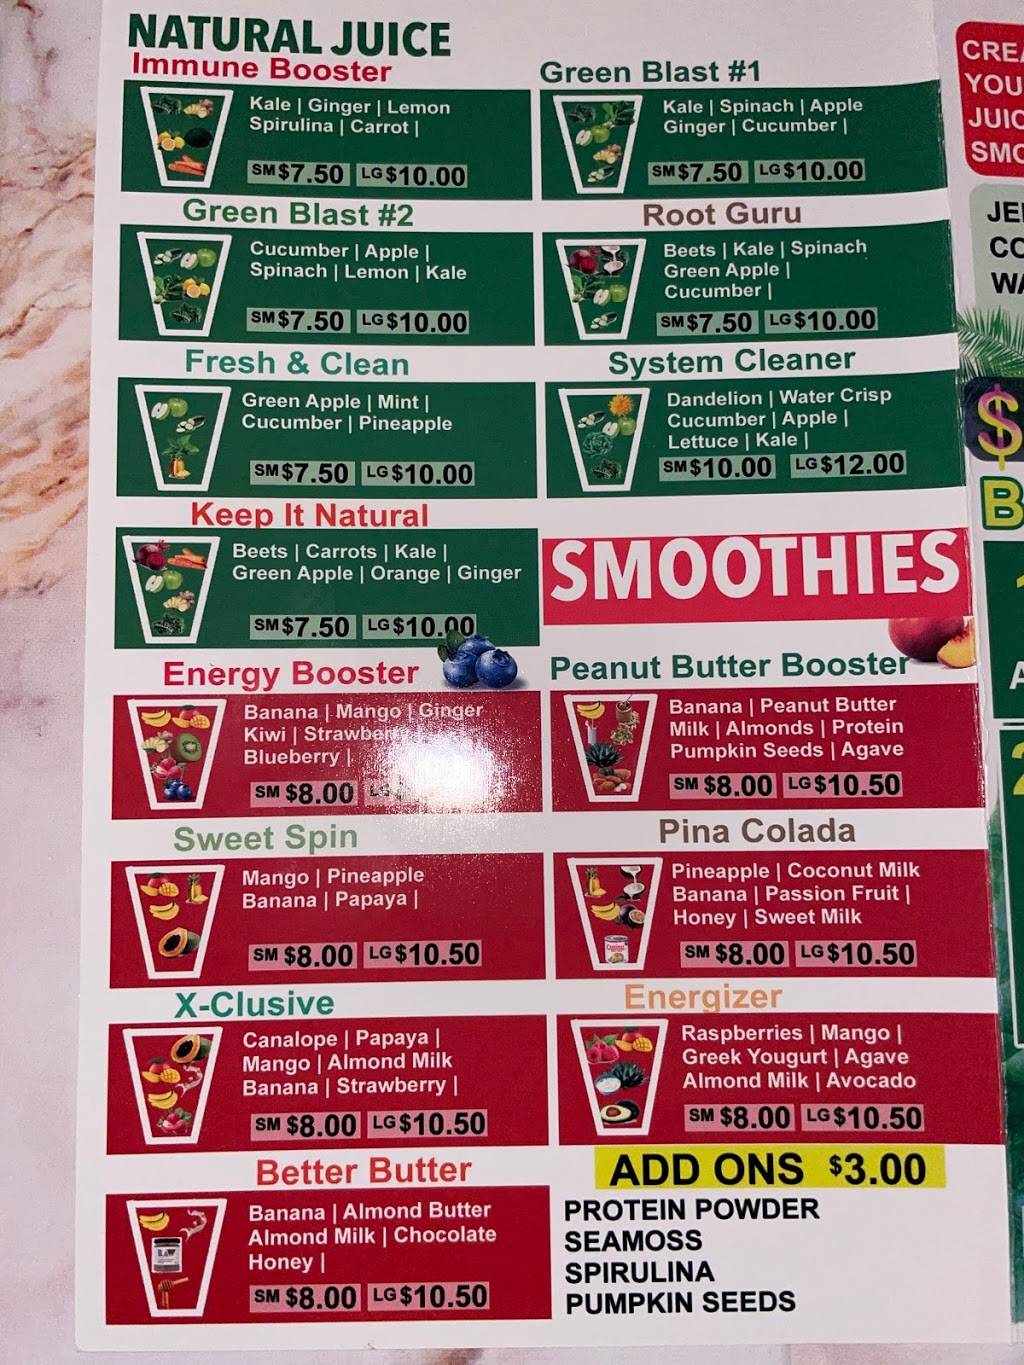 NATURAL JUICE
Immune Booster
Kale | Ginger | Lemon
Spirulina | Carrot |
SM $7.50 LG $10.00
Green Blast #1
Kale | Spinach | Apple
Ginger | Cucumber |
SM $7.50 LG $10.00
Green Blast #2
Cucumber | Apple |
Spinach | Lemon | Kale
SM $7.50 LG $10.00
Root Guru
Beets | Kale | Spinach
Green Apple |
Cucumber |
SM $7.50 LG $10.00
Fresh & Clean
Green Apple | Mint |
Cucumber | Pineapple
SM $7.50 LG $10.00
System Cleaner
Dandelion | Water Crisp
Cucumber | Apple |
Lettuce | Kale |
SM $10.00 LG $12.00
Keep It Natural
Beets | Carrots | Kale |
Green Apple | Orange | Ginger
SM $7.50 LG $10.00
SMOOTHIES
Energy Booster
Banana | Mango | Ginger
Kiwi | Strawber
Blueberry |
SM $8.00 LG
Peanut Butter Booster
Banana | Peanut Butter
Milk | Almonds | Protein
Pumpkin Seeds | Agave
SM $8.00 LG $10.50
Sweet Spin
Mango | Pineapple
Banana | Papaya |
SM $8.00 LG $10.50
Pina Colada
Pineapple | Coconut Milk
Banana | Passion Fruit |
Honey | Sweet Milk
SM $8.00 LG $10.50
X-Clusive
Canalope | Papaya |
Mango | Almond Milk
Banana | Strawberry |
SM $8.00 LG $10.50
Energizer
Raspberries | Mango |
Greek Yougurt | Agave
Almond Milk | Avocado
SM $8.00 LG $10.50
Better Butter
Banana | Almond Butter
Almond Milk | Chocolate
Honey |
SM $8.00 LG $10.50
ADD ONS $3.00
PROTEIN POWDER
SEAMOSS
SPIRULINA
PUMPKIN SEEDS
CREA
YOU
JUIC
SMO
JE
CO
WA
$
B